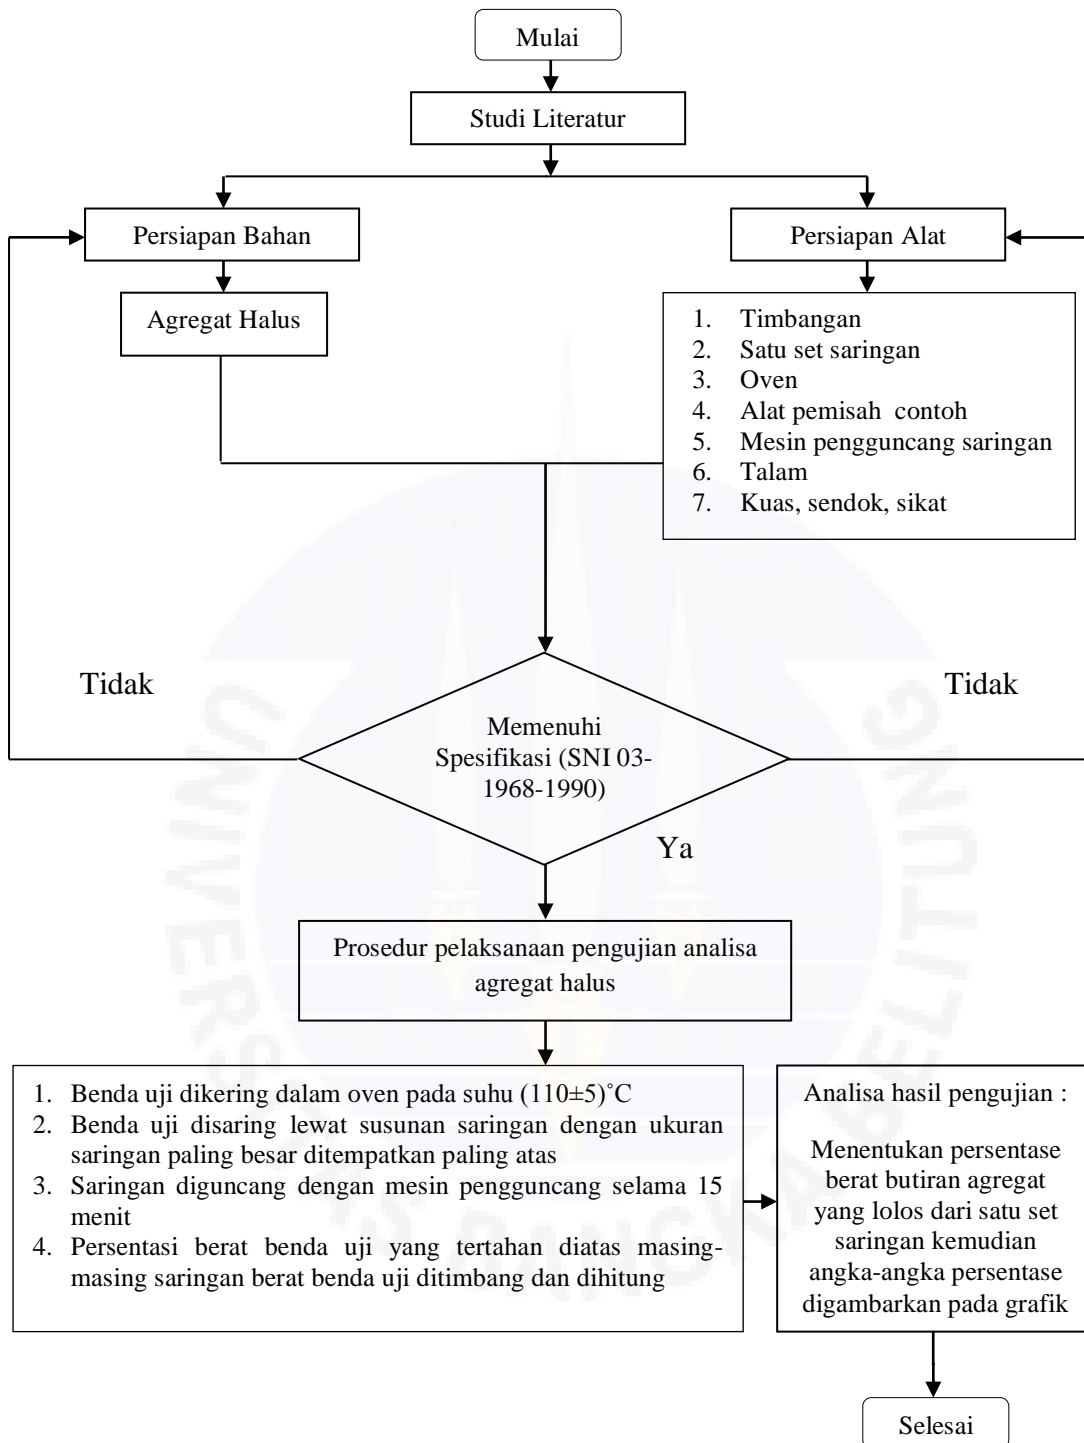 Mulai
Studi Literatur
Persiapan Bahan
Persiapan Alat
Agregat Halus
1. Timbangan
2. Satu set saringan
3. Oven
4. Alat pemisah contoh
5. Mesin pengguncang saringan
6. Talam
7. Kuas, sendok, sikat
Tidak
Tidak
Memenuhi
Spesifikasi (SNI 03-
1968-1990)
Ya
Prosedur pelaksanaan pengujian analisa
agregat halus
1. Benda uji dikering dalam oven pada suhu (110±5)˚C
2. Benda uji disaring lewat susunan saringan dengan ukuran
saringan paling besar ditempatkan paling atas
3. Saringan diguncang dengan mesin pengguncang selama 15
menit
4. Persentasi berat benda uji yang tertahan diatas masing-
masing saringan berat benda uji ditimbang dan dihitung
Analisa hasil pengujian :
Menentukan persentase
berat butiran agregat
yang lolos dari satu set
saringan kemudian
angka-angka persentase
digambarkan pada grafik
Selesai
UNIVERSITAS BANGKA BELITUNG